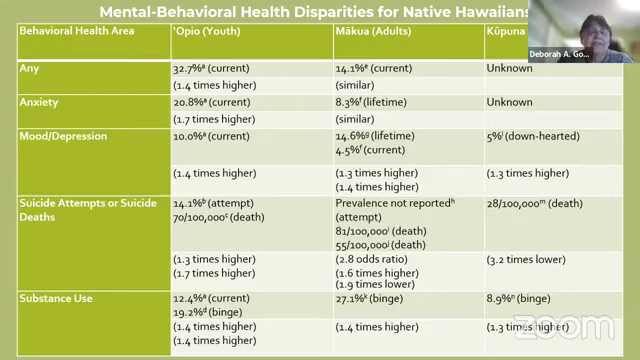 Mental-Behavioral Health Disparities for Native Hawaiians
Behavioral Health Area
ʻOpio (Youth)
Mākua (Adults)
Kūpuna
Deborah A. Go...
Any
32.7%ᵃ (current)
14.1%ᵉ (current)
Unknown
(1.4 times higher)
(similar)
Anxiety
20.8%ᵃ (current)
8.3%ᶠ (lifetime)
Unknown
(1.7 times higher)
(similar)
Mood/Depression
10.0%ᵃ (current)
14.6%ᵍ (lifetime)
4.5%ᶠ (current)
5%ˡ (down-hearted)
(1.4 times higher)
(1.3 times higher)
(1.4 times higher)
(1.3 times higher)
Suicide Attempts or Suicide
Deaths
14.1%ᵇ (attempt)
70/100,000ᶜ (death)
Prevalence not reportedʰ
(attempt)
81/100,000ⁱ (death)
55/100,000ʲ (death)
28/100,000ᵐ (death)
(1.3 times higher)
(1.7 times higher)
(2.8 odds ratio)
(1.6 times higher)
(1.9 times lower)
(3.2 times lower)
Substance Use
12.4%ᵃ (current)
19.2%ᵈ (binge)
27.1%ᵏ (binge)
8.9%ⁿ (binge)
(1.4 times higher)
(1.4 times higher)
(1.4 times higher)
(1.3 times higher)
zoom